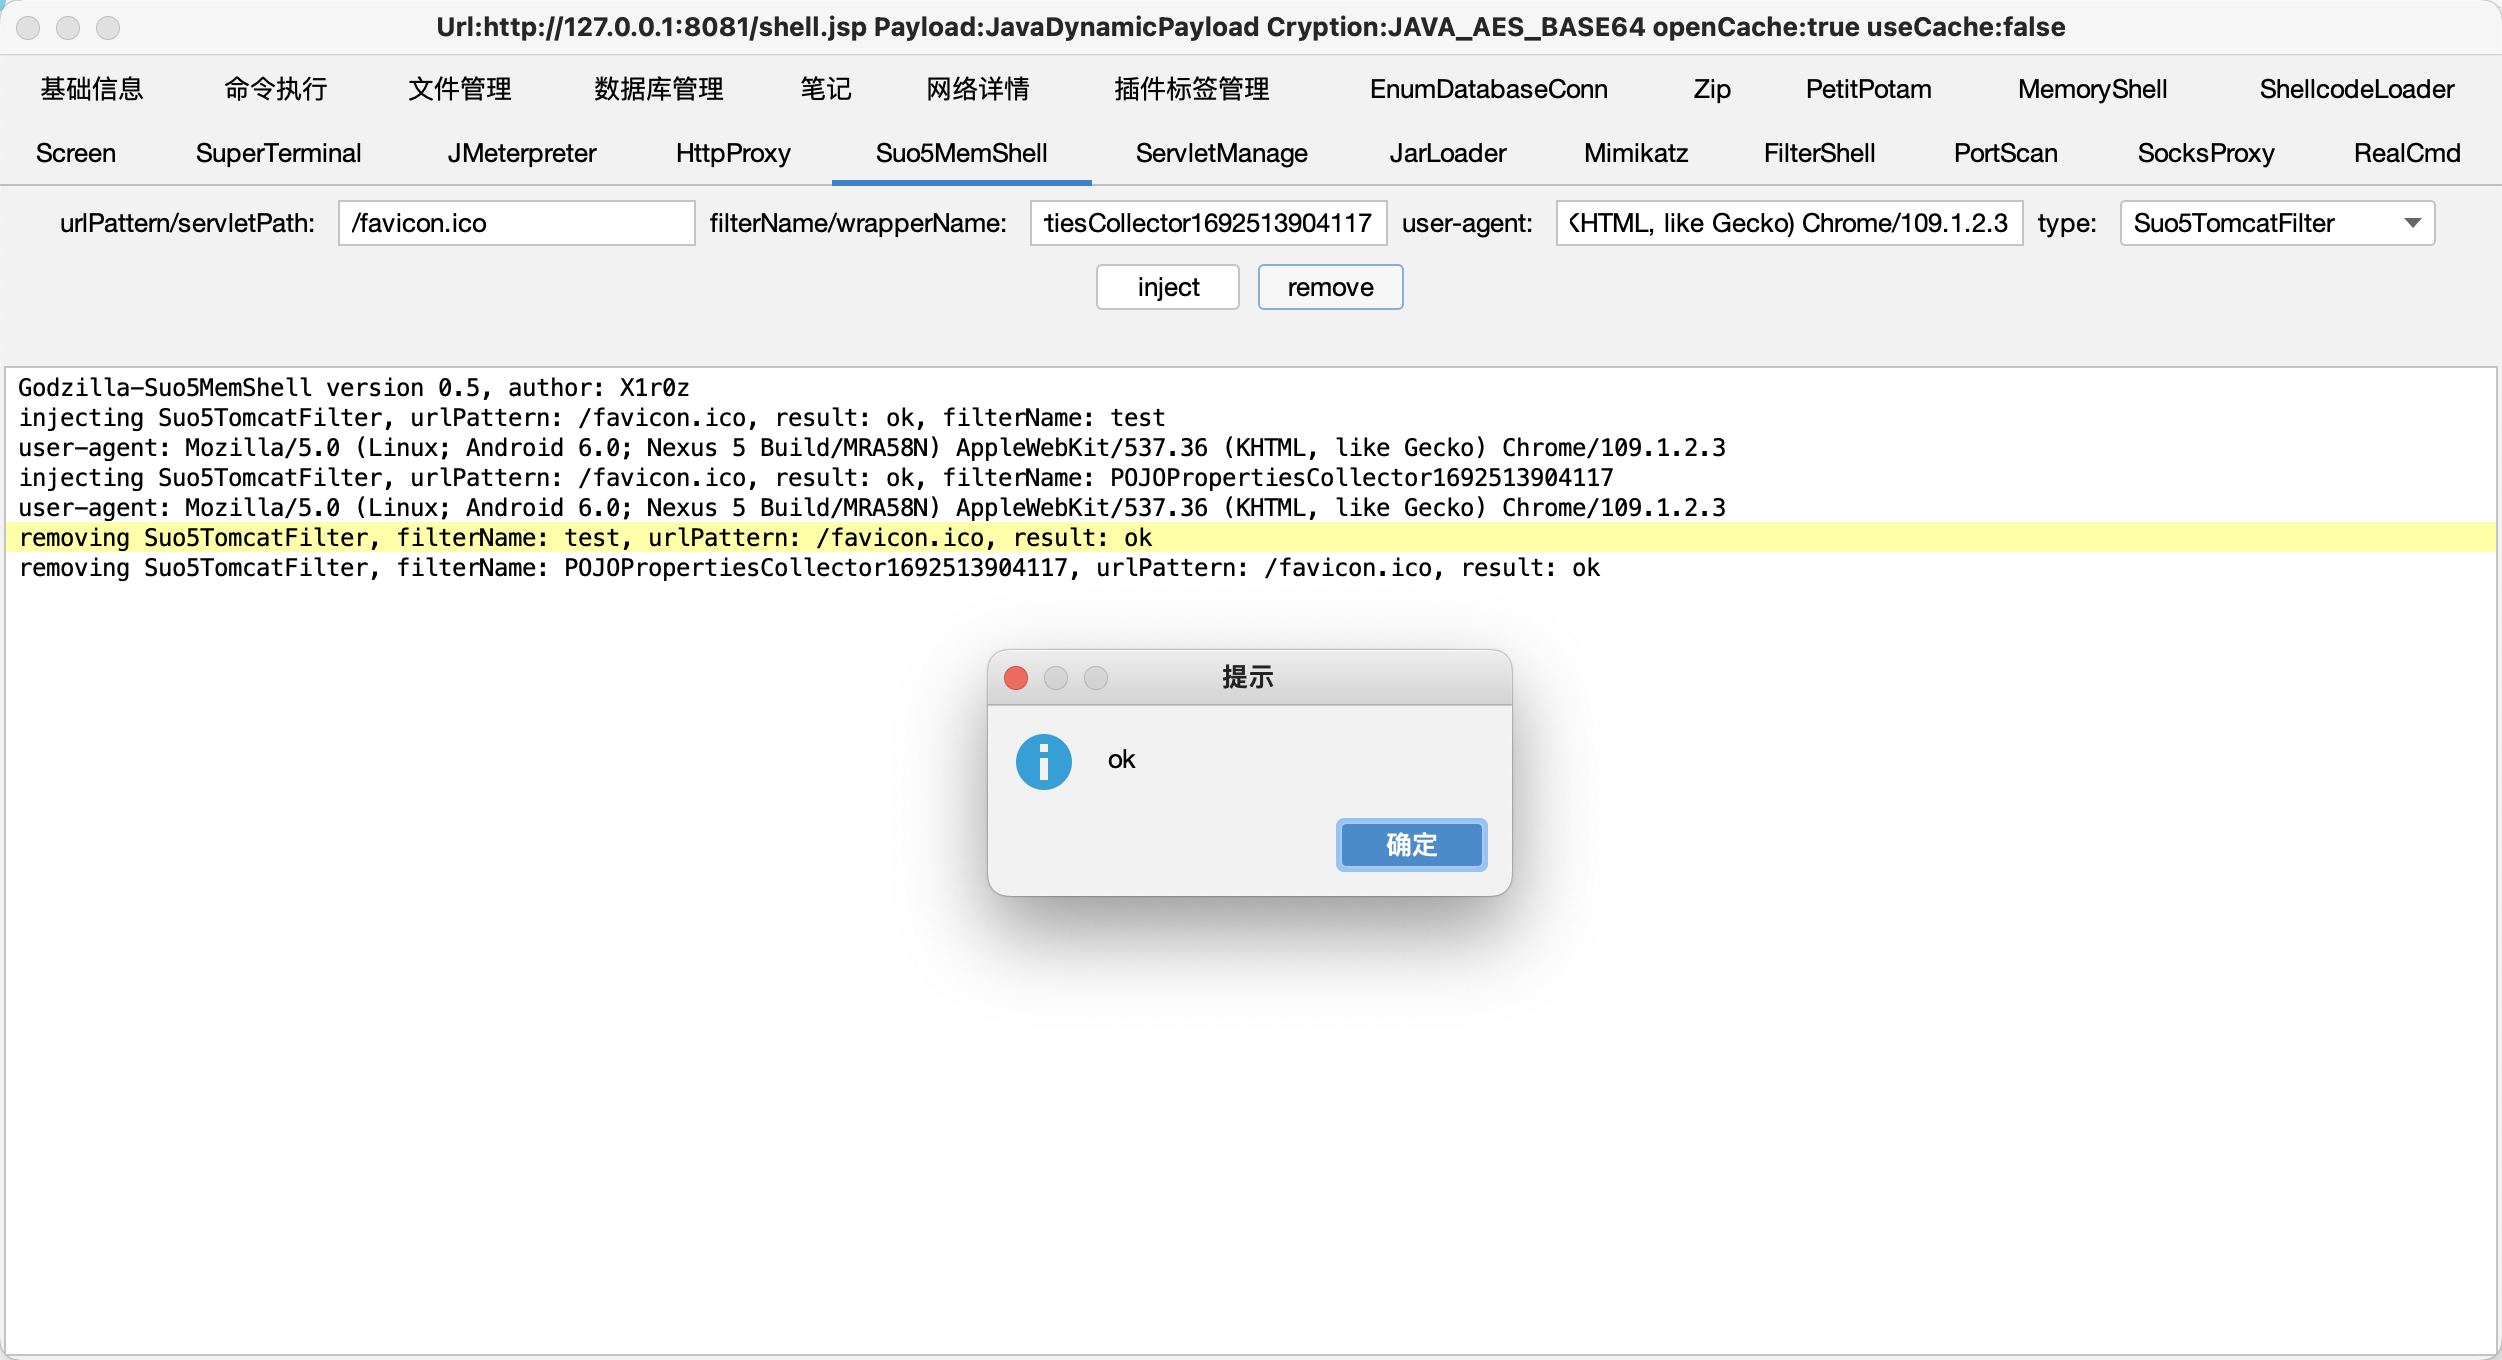 Url:http://127.0.0.1:8081/shell.jsp Payload:JavaDynamicPayload Cryption:JAVA_AES_BASE64 openCache:true useCache:false
基础信息 命令执行 文件管理 数据库管理 笔记 网络详情 插件标签管理 EnumDatabaseConn Zip PetitPotam MemoryShell ShellcodeLoader
Screen SuperTerminal JMeterpreter HttpProxy Suo5MemShell ServletManage JarLoader Mimikatz FilterShell PortScan SocksProxy RealCmd
urlPattern/servletPath: /favicon.ico filterName/wrapperName: tiesCollector1692513904117 user-agent: KHTML, like Gecko) Chrome/109.1.2.3 type: Suo5TomcatFilter
inject remove
Godzilla-Suo5MemShell version 0.5, author: X1r0z
injecting Suo5TomcatFilter, urlPattern: /favicon.ico, result: ok, filterName: test
user-agent: Mozilla/5.0 (Linux; Android 6.0; Nexus 5 Build/MRA58N) AppleWebKit/537.36 (KHTML, like Gecko) Chrome/109.1.2.3
injecting Suo5TomcatFilter, urlPattern: /favicon.ico, result: ok, filterName: POJOPropertiesCollector1692513904117
user-agent: Mozilla/5.0 (Linux; Android 6.0; Nexus 5 Build/MRA58N) AppleWebKit/537.36 (KHTML, like Gecko) Chrome/109.1.2.3
removing Suo5TomcatFilter, filterName: test, urlPattern: /favicon.ico, result: ok
removing Suo5TomcatFilter, filterName: POJOPropertiesCollector1692513904117, urlPattern: /favicon.ico, result: ok
提示
ok
确定